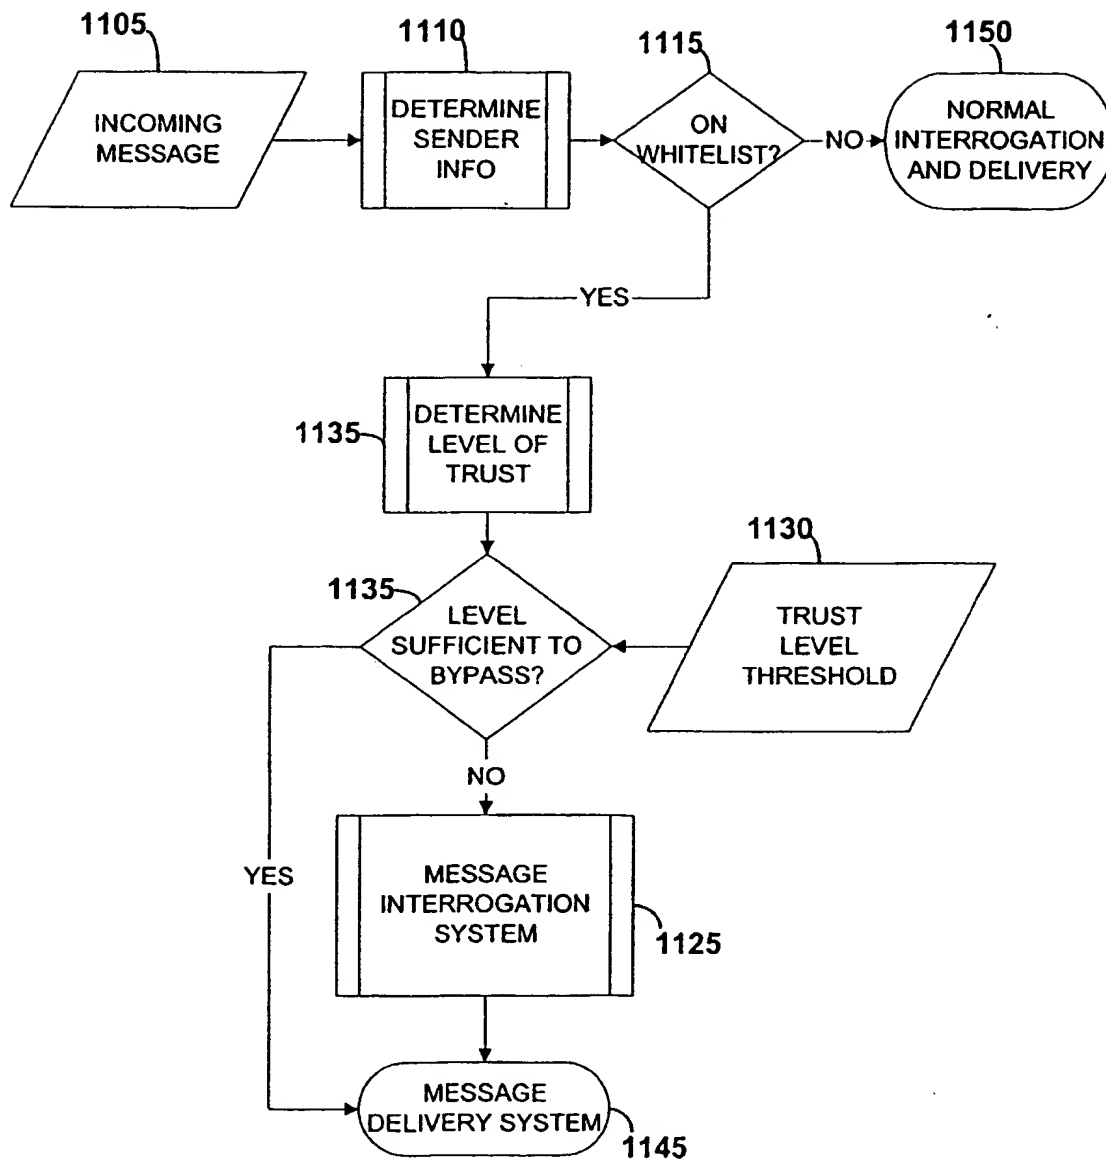 1105
1110
1115
1150
INCOMING
MESSAGE
DETERMINE
SENDER
INFO
ON
WHITELIST?
NO
NORMAL
INTERROGATION
AND DELIVERY
YES
1135
DETERMINE
LEVEL OF
TRUST
1130
1135
LEVEL
SUFFICIENT TO
BYPASS?
TRUST
LEVEL
THRESHOLD
NO
YES
MESSAGE
INTERROGATION
SYSTEM
1125
MESSAGE
DELIVERY SYSTEM
1145